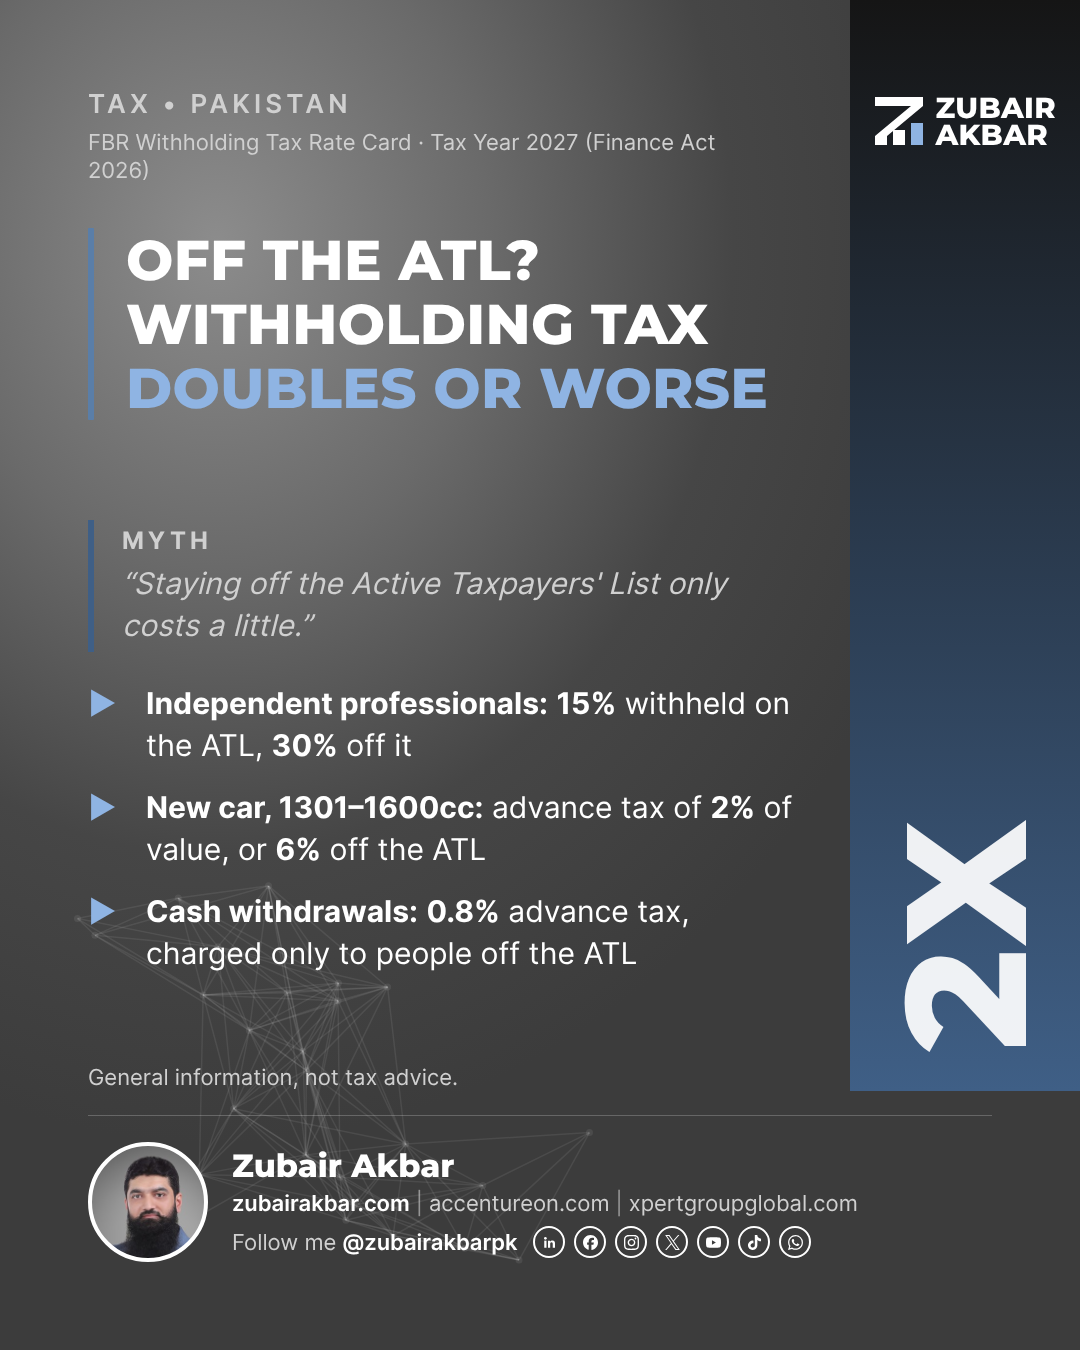 TAX • PAKISTAN
FBR Withholding Tax Rate Card · Tax Year 2027 (Finance Act
2026)
ZUBAIR
AKBAR
OFF THE ATL?
WITHHOLDING TAX
DOUBLES OR WORSE
MYTH
“Staying off the Active Taxpayers' List only
costs a little.”
Independent professionals: 15% withheld on
the ATL, 30% off it
New car, 1301–1600cc: advance tax of 2% of
value, or 6% off the ATL
Cash withdrawals: 0.8% advance tax,
charged only to people off the ATL
2X
General information, not tax advice.
Zubair Akbar
zubairakbar.com | accentureon.com | xpertgroupglobal.com
Follow me @zubairakbarpk